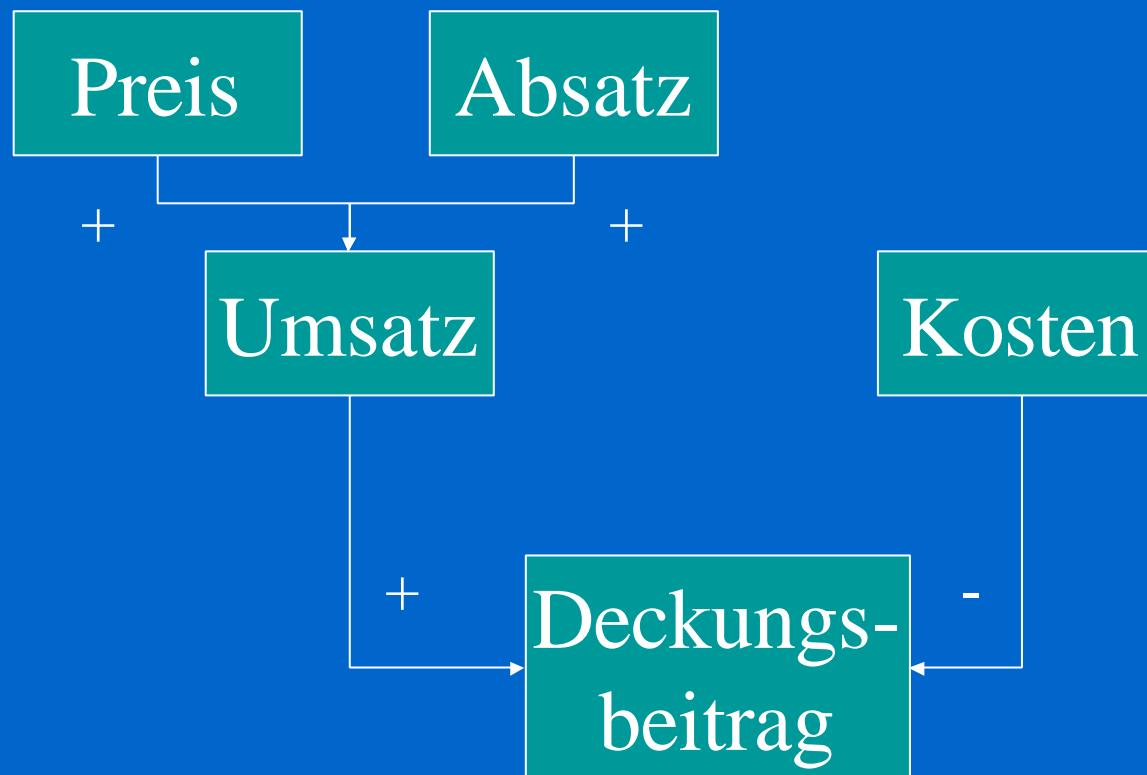 Preis
Absatz
+
+
Umsatz
Kosten
+
-
Deckungs-
beitrag